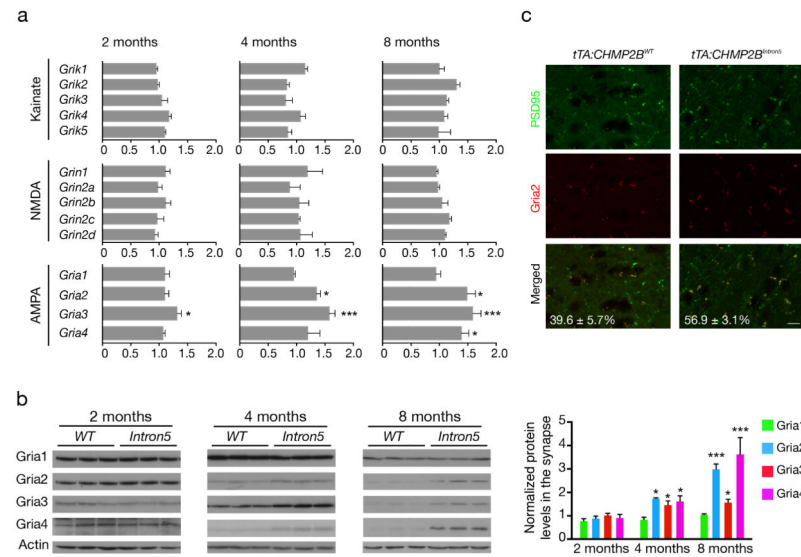 a
2 months 4 months 8 months
Kainate
Grik1
Grik2
Grik3
Grik4
Grik5
0 0.5 1.0 1.5 2.0 0 0.5 1.0 1.5 2.0 0 0.5 1.0 1.5 2.0
NMDA
Grin1
Grin2a
Grin2b
Grin2c
Grin2d
0 0.5 1.0 1.5 2.0 0 0.5 1.0 1.5 2.0 0 0.5 1.0 1.5 2.0
AMPA
Gria1
Gria2 * *
Gria3 * *** ***
Gria4 *
0 0.5 1.0 1.5 2.0 0 0.5 1.0 1.5 2.0 0 0.5 1.0 1.5 2.0
c
tTA:CHMP2BWT tTA:CHMP2BIntron5
PSD95
Gria2
Merged
39.6 ± 5.7% 56.9 ± 3.1%
b
2 months 4 months 8 months
WT Intron5 WT Intron5 WT Intron5
Gria1
Gria2
Gria3
Gria4
Actin
Normalized protein
levels in the synapse
5
4
3
2
1
0
* * * *** * ***
2 months 4 months 8 months
Gria1
Gria2
Gria3
Gria4